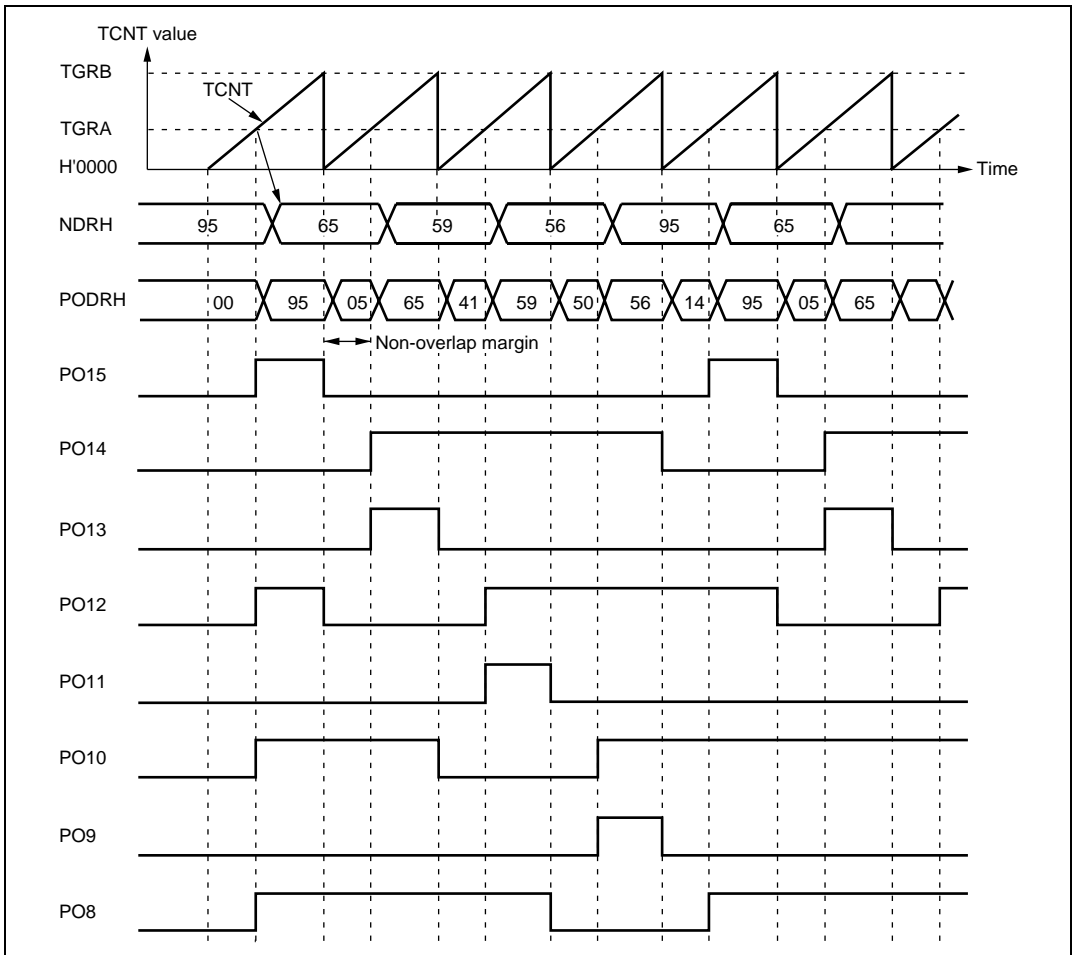 TCNT value
TGRB
TCNT
TGRA
H'0000
Time
NDRH 95 65 59 56 95 65
PODRH 00 95 05 65 41 59 50 56 14 95 05 65
Non-overlap margin
PO15
PO14
PO13
PO12
PO11
PO10
PO9
PO8